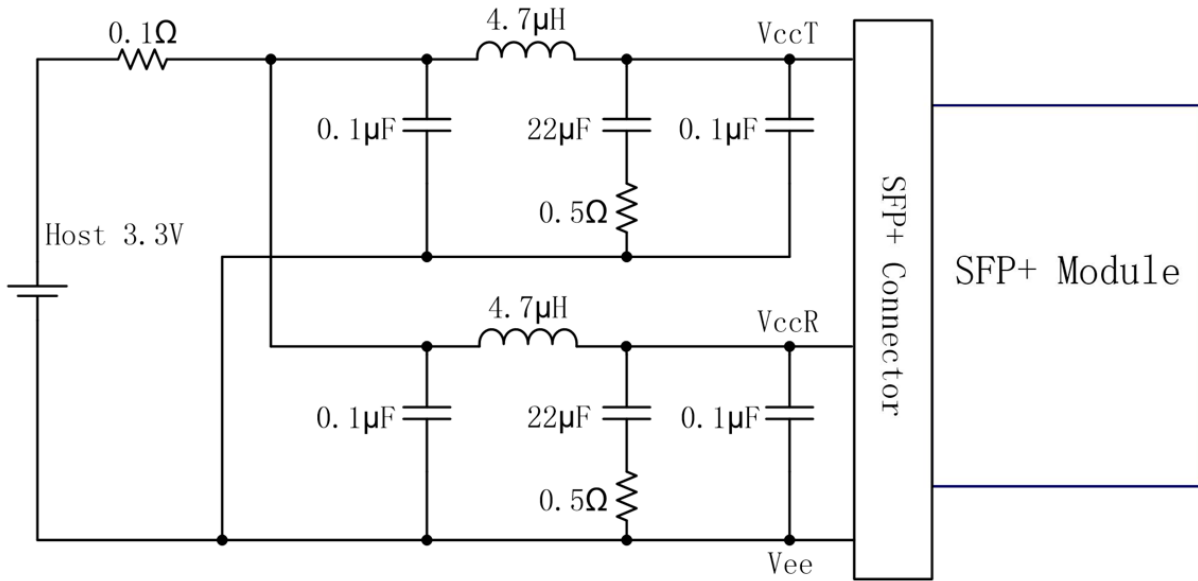 0.1Ω
4.7μH
VccT
0.1μF
22μF
0.1μF
0.5Ω
Host 3.3V
SFP+ Connector
SFP+ Module
4.7μH
VccR
0.1μF
22μF
0.1μF
0.5Ω
Vee